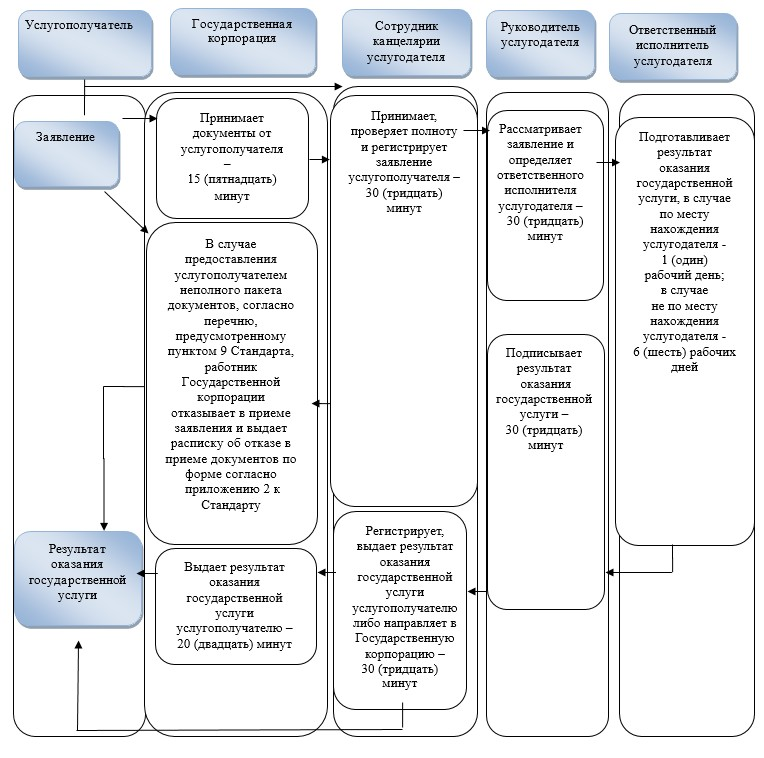 Услугополучатель
Государственная
корпорация
Сотрудник
канцелярии
услугодателя
Руководитель
услугодателя
Ответственный
исполнитель
услугодателя
Заявление
Принимает
документы от
услугополучателя
–
15 (пятнадцать)
минут
Принимает,
проверяет полноту
и регистрирует
заявление
услугополучателя –
30 (тридцать)
минут
Рассматривает
заявление и
определяет
ответственного
исполнителя
услугодателя –
30 (тридцать)
минут
Подготавливает
результат
оказания
государственной
услуги, в случае
по месту
нахождения
услугодателя -
1 (один)
рабочий день;
в случае
не по месту
нахождения
услугодателя -
6 (шесть) рабочих
дней
В случае
предоставления
услугополучателем
неполного пакета
документов, согласно
перечню,
предусмотренному
пунктом 9 Стандарта,
работник
Государственной
корпорации
отказывает в приеме
заявления и выдает
расписку об отказе в
приеме документов по
форме согласно
приложению 2 к
Стандарту
Подписывает
результат
оказания
государственной
услуги –
30 (тридцать)
минут
Результат
оказания
государственной
услуги
Выдает результат
оказания
государственной
услуги
услугополучателю –
20 (двадцать) минут
Регистрирует,
выдает результат
оказания
государственной
услуги
услугополучателю
либо направляет в
Государственную
корпорацию –
30 (тридцать)
минут